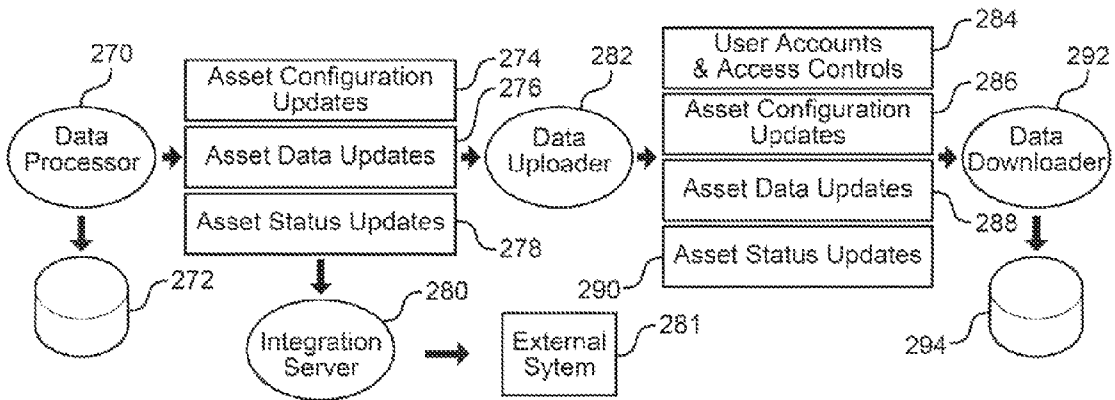 270
Data
Processor
272
Asset Configuration
Updates
274
276
Asset Data Updates
Asset Status Updates
278
Integration
Server
280
External
Sytem
281
282
Data
Uploader
User Accounts
& Access Controls
284
Asset Configuration
Updates
286
Asset Data Updates
288
Asset Status Updates
290
292
Data
Downloader
294